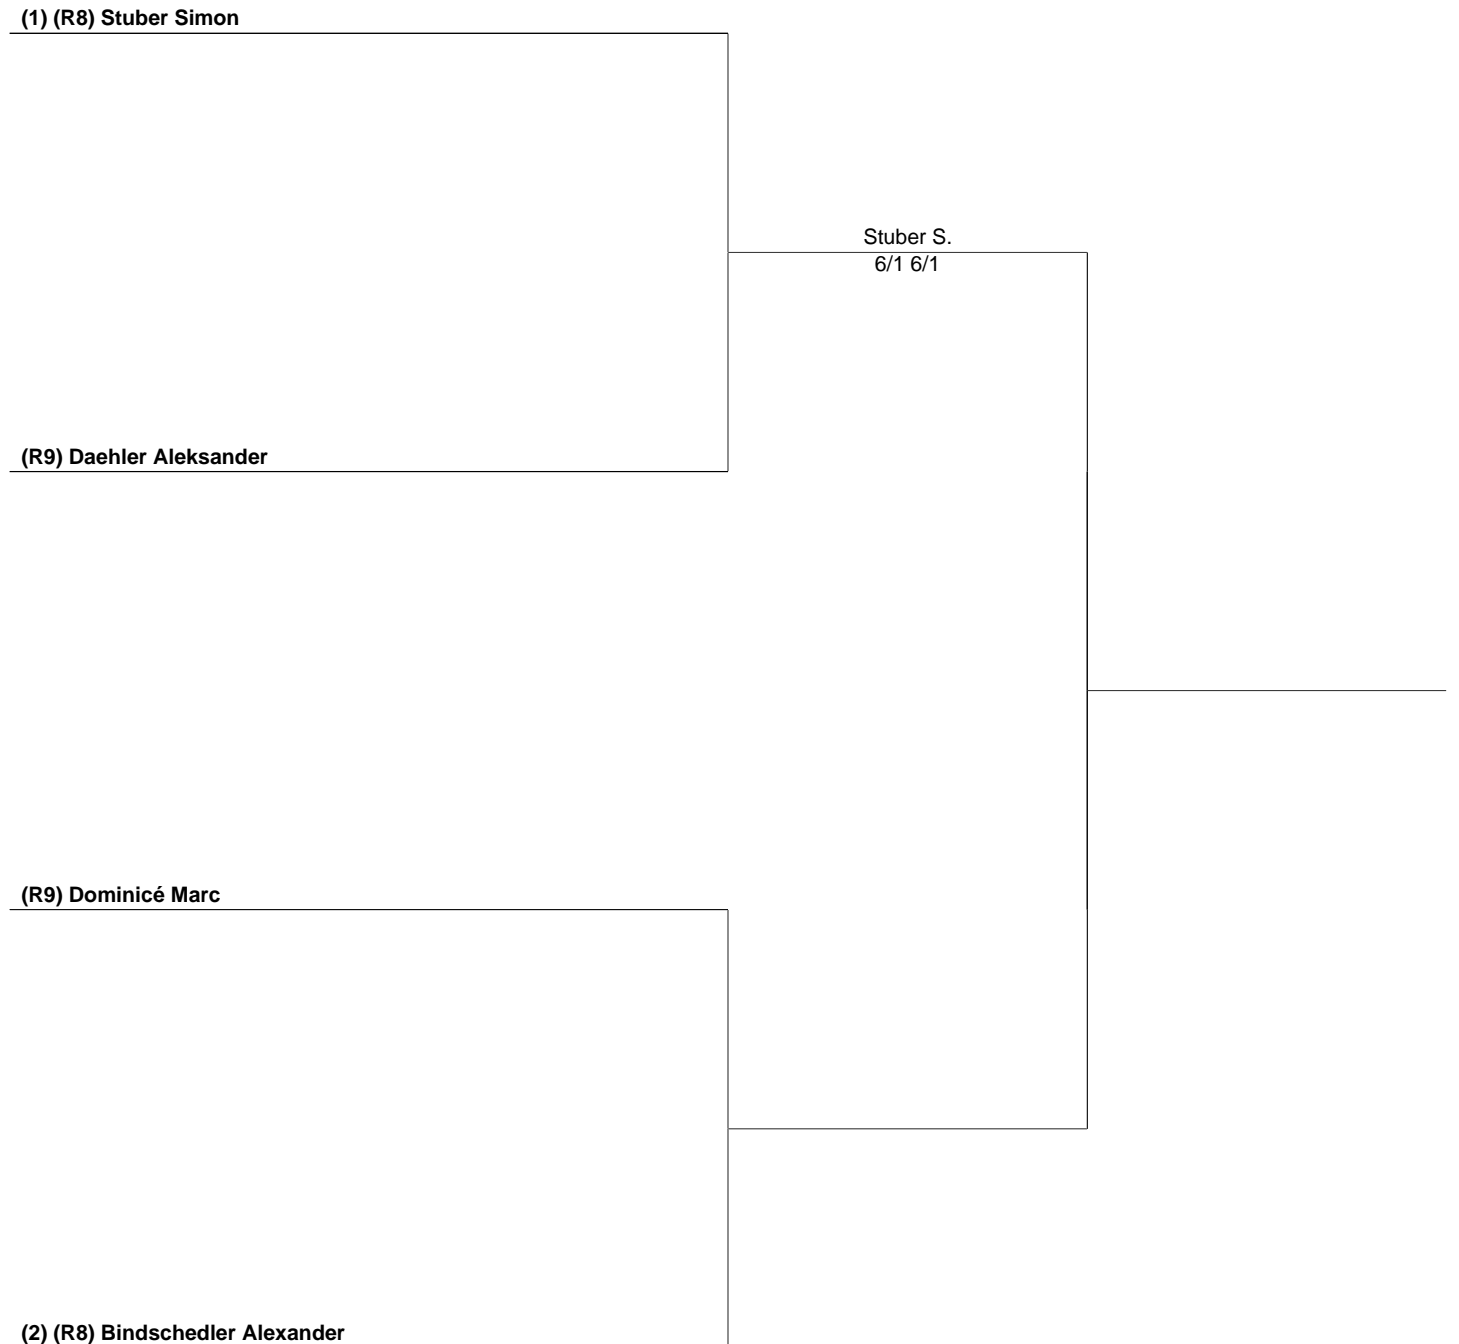 (1) (R8) Stuber Simon
Stuber S.
6/1 6/1
(R9) Daehler Aleksander
(R9) Dominicé Marc
(2) (R8) Bindschedler Alexander